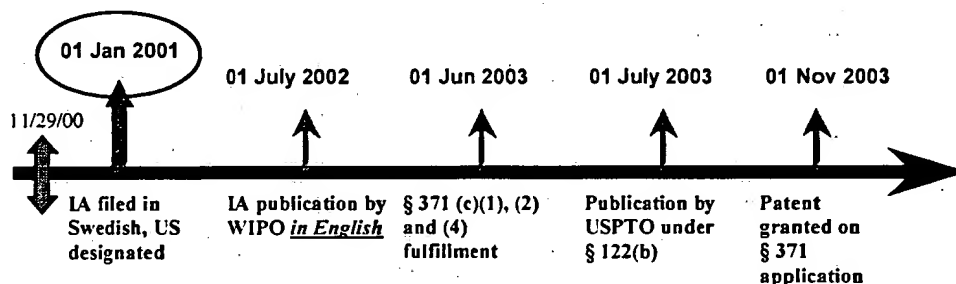 01 Jan 2001
01 July 2002
01 Jun 2003
01 July 2003
01 Nov 2003
11/29/00
IA filed in
Swedish, US
designated
IA publication by
WIPO in English
§ 371 (c)(1), (2)
and (4)
fulfillment
Publication by
USPTO under
§ 122(b)
Patent
granted on
§ 371
application